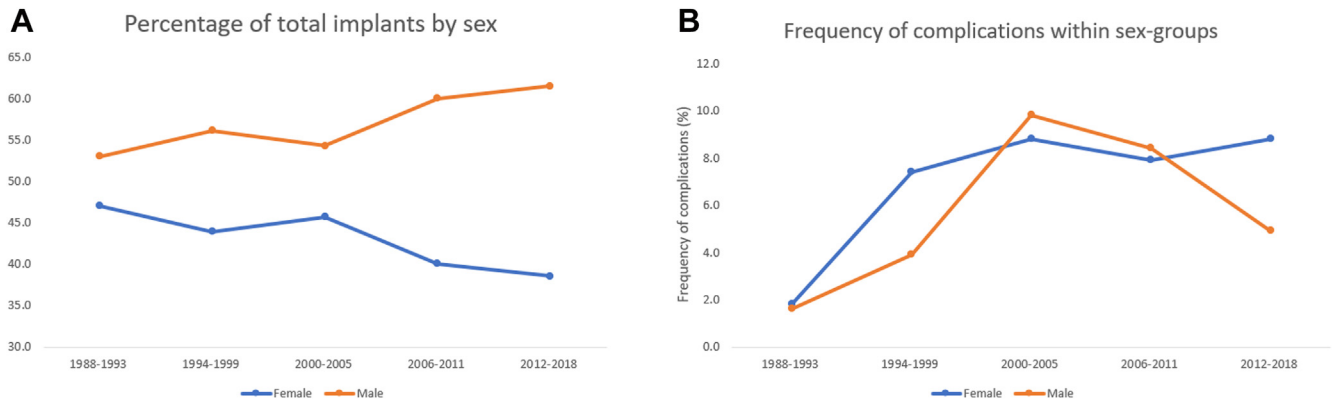 A
Percentage of total implants by sex
65.0
60.0
55.0
50.0
45.0
40.0
35.0
30.0
1988-1993 1994-1999 2000-2005 2006-2011 2012-2018
Female Male
B
Frequency of complications within sex-groups
Frequency of complications (%)
12.0
10.0
8.0
6.0
4.0
2.0
0.0
1988-1993 1994-1999 2000-2005 2006-2011 2012-2018
Female Male